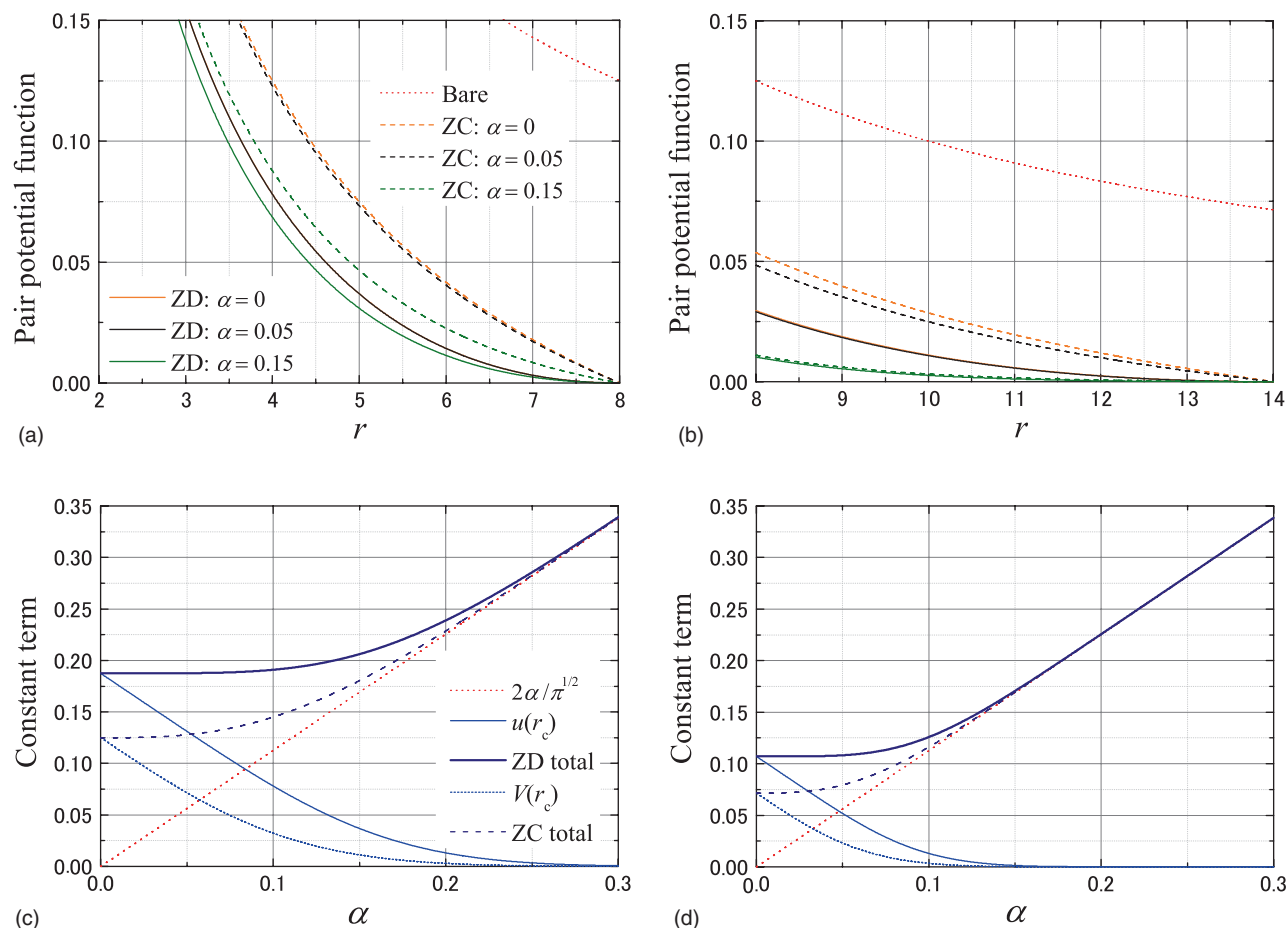 0.15
0.10
0.05
0.00
Pair potential function
Bare
ZC: α = 0
ZC: α = 0.05
ZC: α = 0.15
ZD: α = 0
ZD: α = 0.05
ZD: α = 0.15
2 3 4 5 6 7 8
(a)
r
0.15
0.10
0.05
0.00
Pair potential function
8 9 10 11 12 13 14
(b)
r
0.35
0.30
0.25
0.20
0.15
0.10
0.05
0.00
Constant term
2α/π^{1/2}
u(r_c)
ZD total
V(r_c)
ZC total
0.0 0.1 0.2 0.3
(c)
α
0.35
0.30
0.25
0.20
0.15
0.10
0.05
0.00
Constant term
0.0 0.1 0.2 0.3
(d)
α